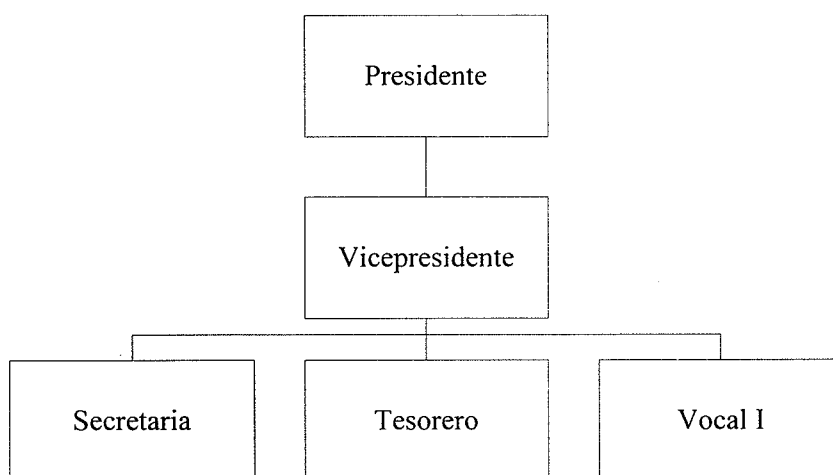 Presidente
Vicepresidente
Secretaria
Tesorero
Vocal I